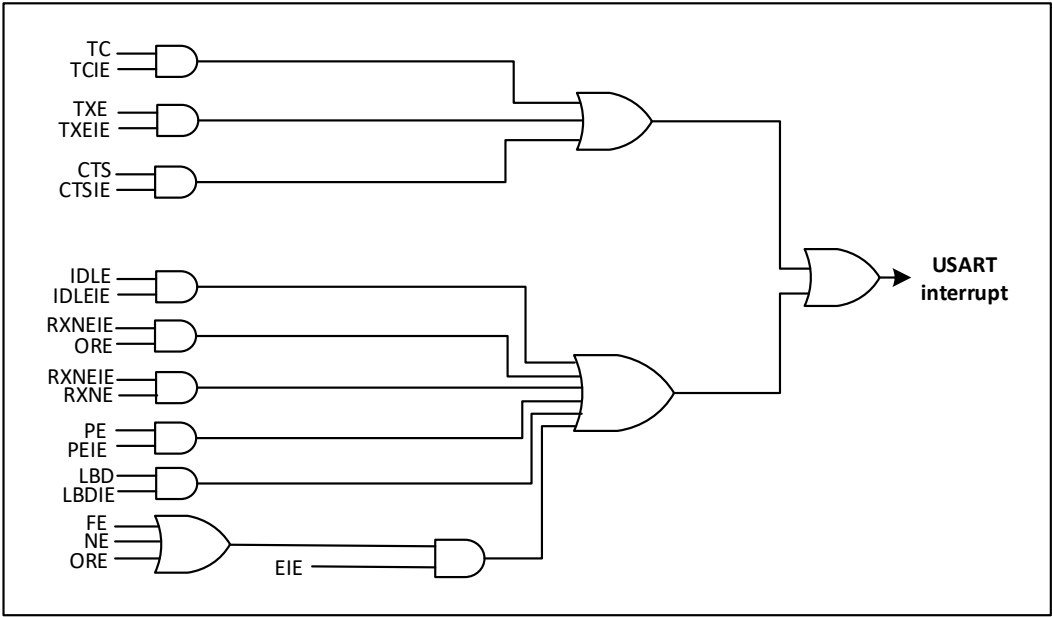 TC
TCIE
TXE
TXEIE
CTS
CTSIE
IDLE
IDLEIE
RXNEIE
ORE
RXNEIE
RXNE
PE
PEIE
LBD
LBDIE
FE
NE
ORE
EIE
USART
interrupt